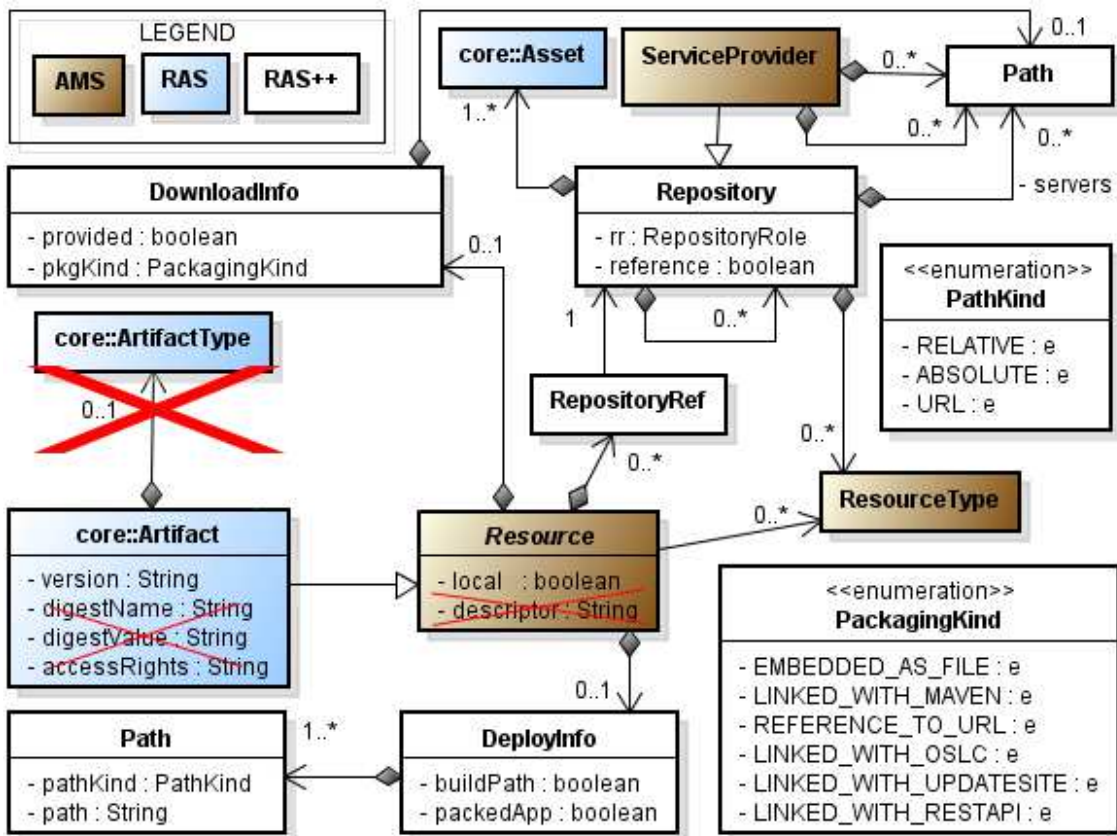 LEGEND
AMS
RAS
RAS++
core::Asset
ServiceProvider
Path
0..1
0..*
0..*
0..*
1..*
- servers
DownloadInfo
- provided : boolean
- pkgKind : PackagingKind
Repository
- rr : RepositoryRole
- reference : boolean
0..1
1
0..*
<<enumeration>>
PathKind
- RELATIVE : e
- ABSOLUTE : e
- URL : e
core::ArtifactType
0..1
RepositoryRef
0..*
0..*
ResourceType
0..*
core::Artifact
- version : String
- digestName : String
- digestValue : String
- accessRights : String
Resource
- local : boolean
- descriptor : String
0..1
<<enumeration>>
PackagingKind
- EMBEDDED_AS_FILE : e
- LINKED_WITH_MAVEN : e
- REFERENCE_TO_URL : e
- LINKED_WITH_OSLC : e
- LINKED_WITH_UPDATESITE : e
- LINKED_WITH_RESTAPI : e
Path
- pathKind : PathKind
- path : String
1..*
DeployInfo
- buildPath : boolean
- packedApp : boolean